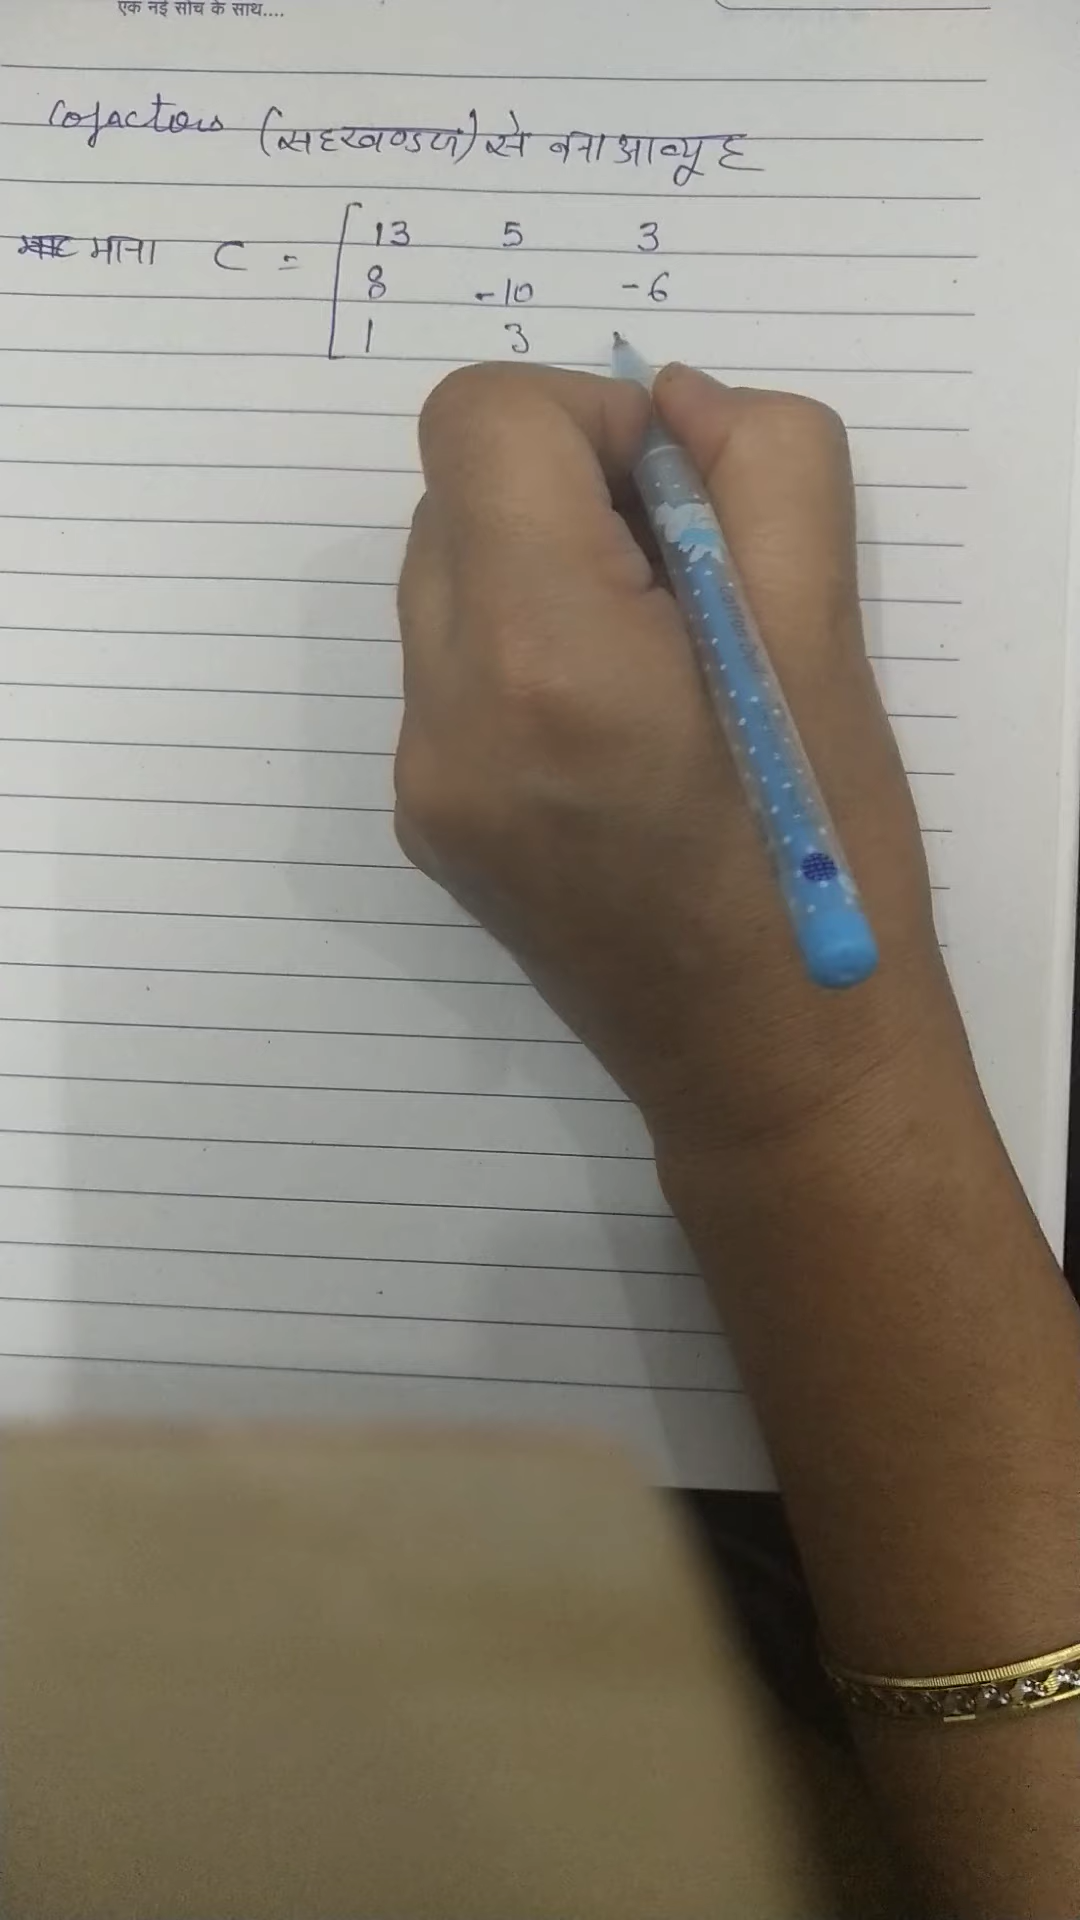 एक नई सोच के साथ....
Cofactors (सहखण्डज) से बना आव्यूह
माना C = [ 13 5 3
8 -10 -6
1 3